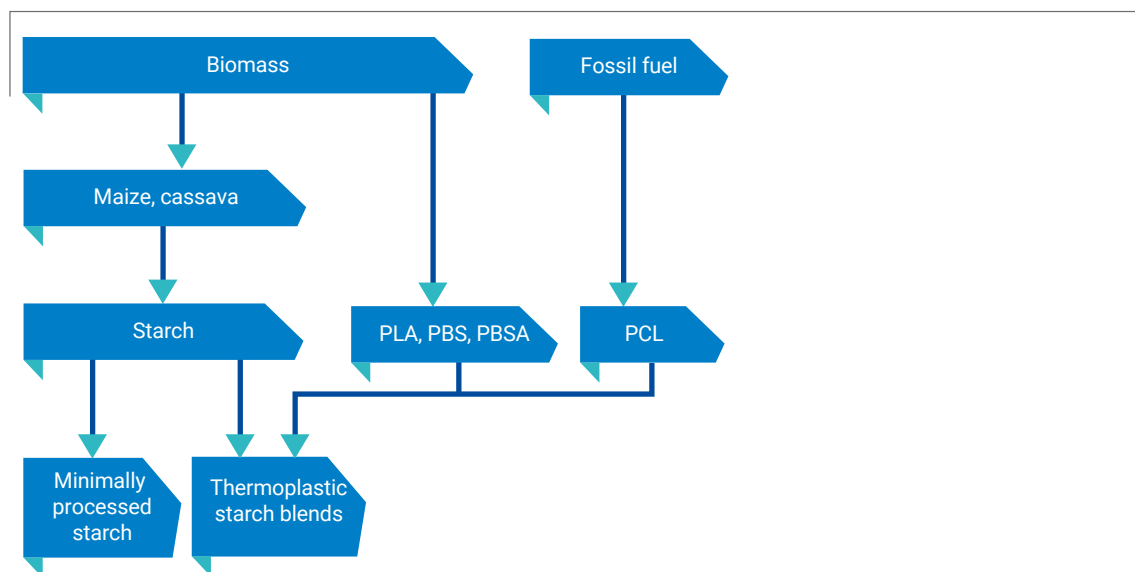 Biomass
Fossil fuel
Maize, cassava
Starch
PLA, PBS, PBSA
PCL
Minimally
processed
starch
Thermoplastic
starch blends